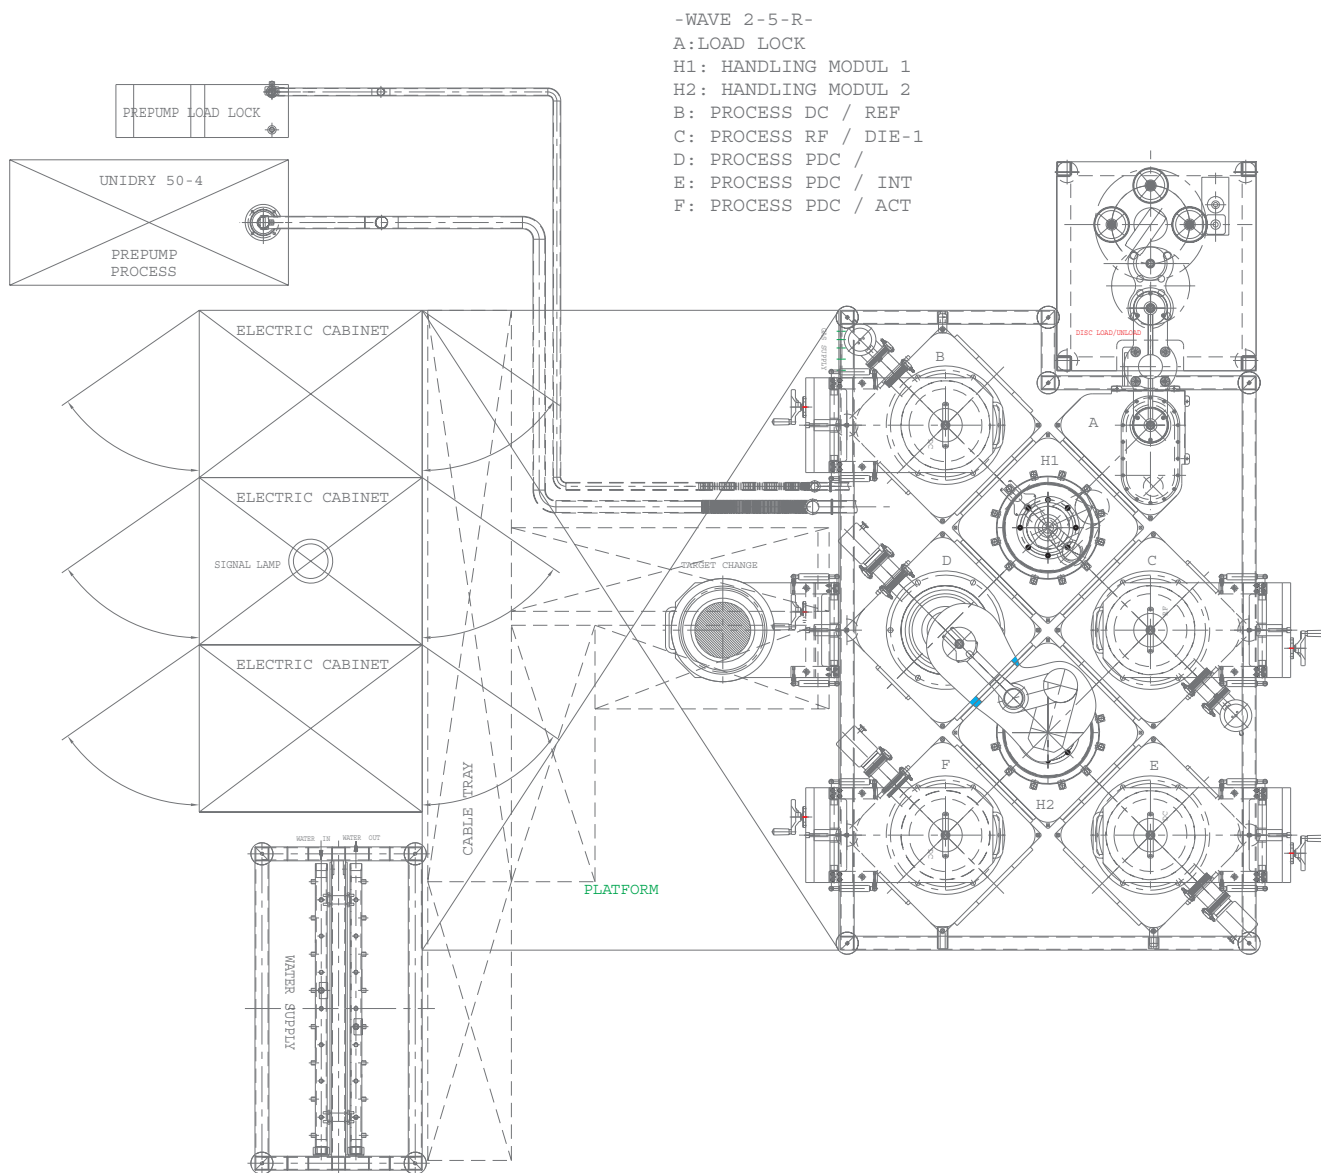 -WAVE 2-5-R-
A:LOAD LOCK
H1: HANDLING MODUL 1
H2: HANDLING MODUL 2
B: PROCESS DC / REF
C: PROCESS RF / DIE-1
D: PROCESS PDC /
E: PROCESS PDC / INT
F: PROCESS PDC / ACT
PREPUMP LOAD LOCK
UNIDRY 50-4
PREPUMP
PROCESS
ELECTRIC CABINET
ELECTRIC CABINET
SIGNAL LAMP
ELECTRIC CABINET
CABLE TRAY
TARGET CHANGE
PLATFORM
WATER IN
WATER OUT
WATER SUPPLY
GAS SUPPLY
DISC LOAD/UNLOAD
B
A
H1
D
C
F
H2
E